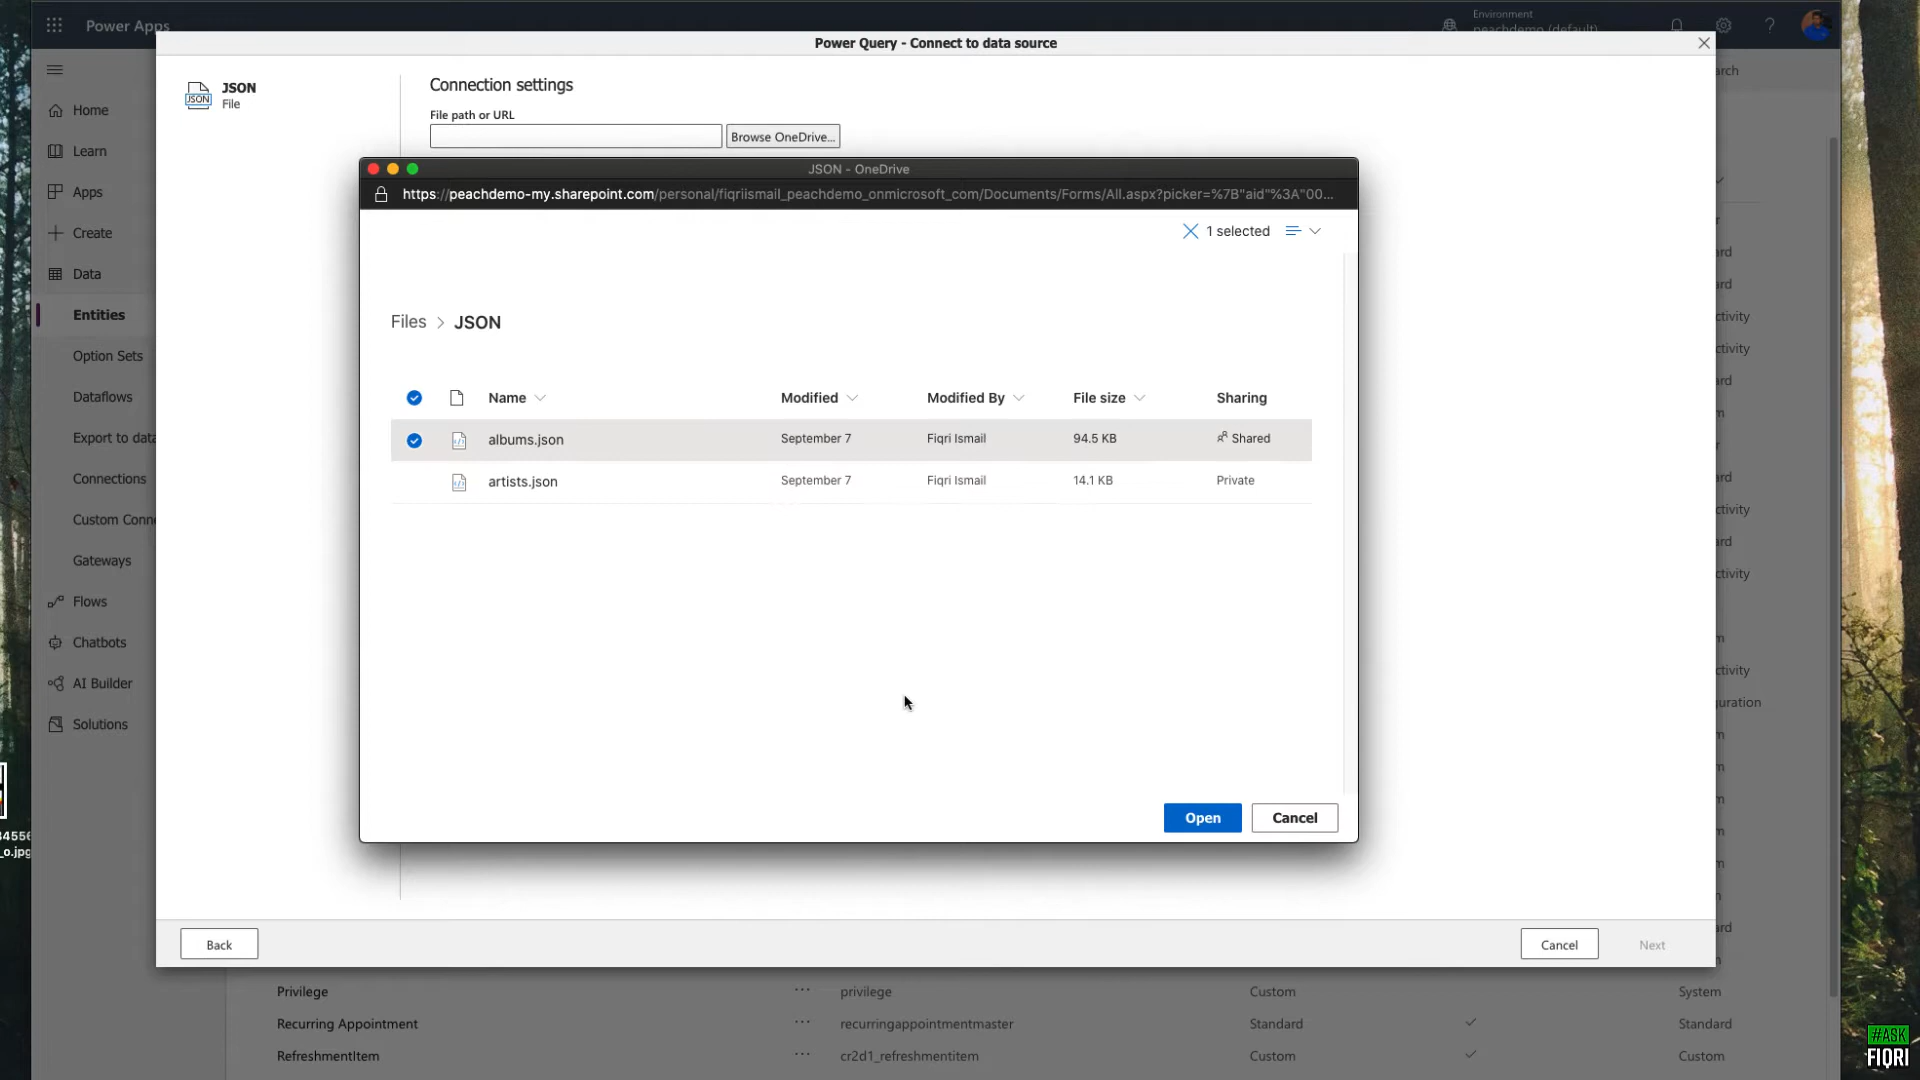 Power Apps
Environment
peachdemo (default)
Power Query - Connect to data source
JSON
File
Connection settings
File path or URL
Browse OneDrive...
Home
Learn
Apps
Create
Data
Entities
Option Sets
Dataflows
Export to data
Connections
Custom Conne
Gateways
Flows
Chatbots
AI Builder
Solutions
JSON - OneDrive
https://peachdemo-my.sharepoint.com/personal/fiqriismail_peachdemo_onmicrosoft_com/Documents/Forms/All.aspx?picker=%7B"aid"%3A"00...
1 selected
Files > JSON
Name Modified Modified By File size Sharing
albums.json September 7 Fiqri Ismail 94.5 KB Shared
artists.json September 7 Fiqri Ismail 14.1 KB Private
Open Cancel
Back Cancel Next
Privilege ... privilege Custom System
Recurring Appointment ... recurringappointmentmaster Standard Standard
RefreshmentItem ... cr2d1_refreshmentitem Custom Custom
#ASK
FIQRI